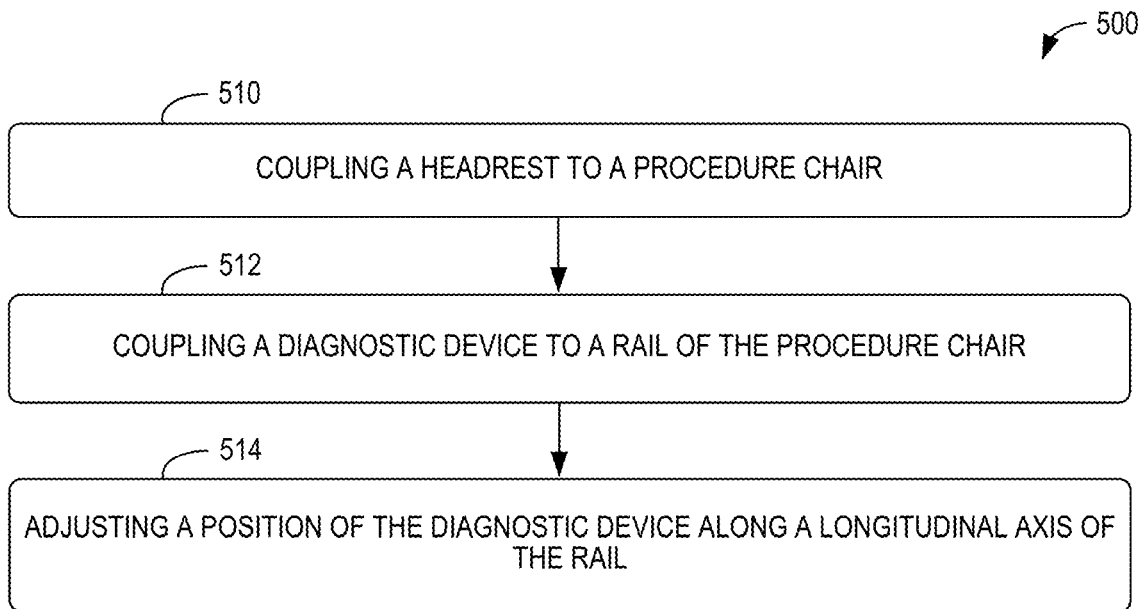 500
510
COUPLING A HEADREST TO A PROCEDURE CHAIR
512
COUPLING A DIAGNOSTIC DEVICE TO A RAIL OF THE PROCEDURE CHAIR
514
ADJUSTING A POSITION OF THE DIAGNOSTIC DEVICE ALONG A LONGITUDINAL AXIS OF
THE RAIL